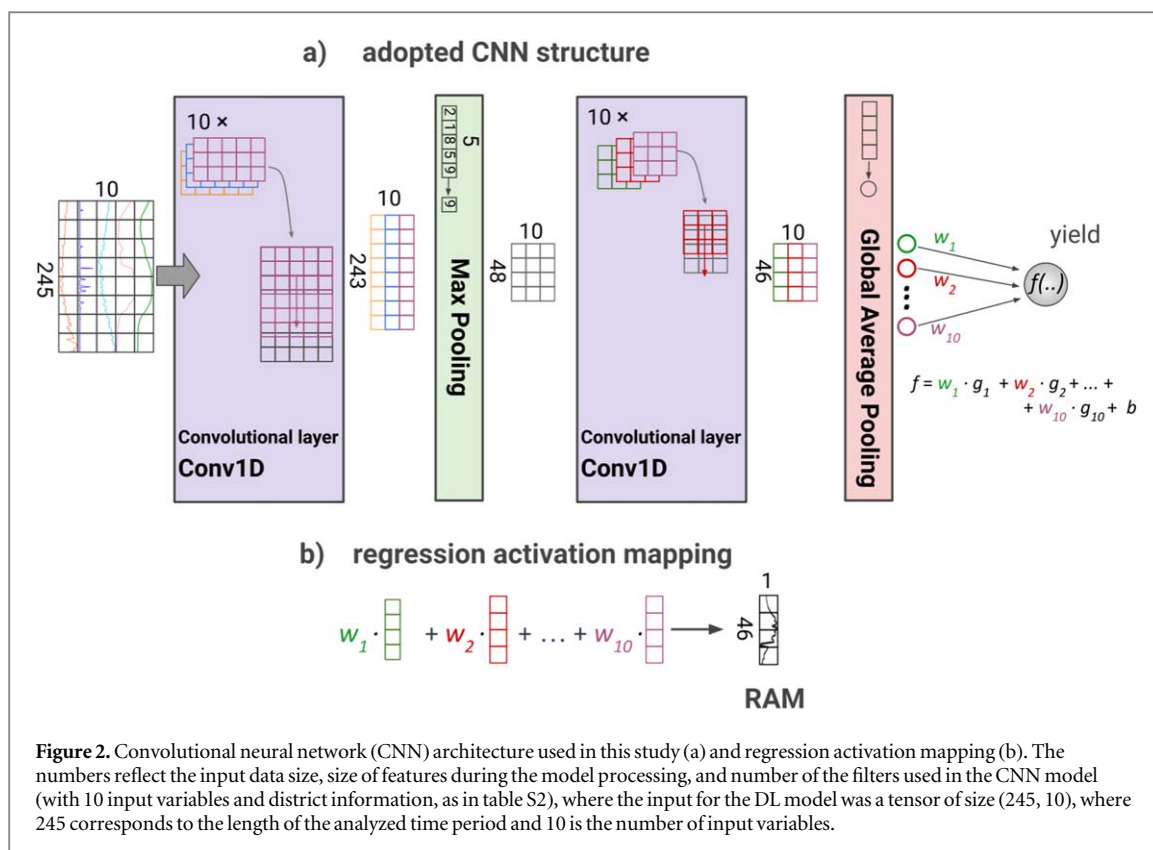 a) adopted CNN structure
10 ×
5
2 1 8 5 9
9
10 ×
10
245
10
243
10
48
10
46
Max Pooling
Global Average Pooling
w1
w2
w10
yield
f(..)
f = w1 · g1 + w2 · g2 + ... +
+ w10 · g10 + b
Convolutional layer
Conv1D
Convolutional layer
Conv1D
b) regression activation mapping
w1 · + w2 · + ... + w10 ·
1
46
RAM
Figure 2. Convolutional neural network (CNN) architecture used in this study (a) and regression activation mapping (b). The
numbers reflect the input data size, size of features during the model processing, and number of the filters used in the CNN model
(with 10 input variables and district information, as in table S2), where the input for the DL model was a tensor of size (245, 10), where
245 corresponds to the length of the analyzed time period and 10 is the number of input variables.